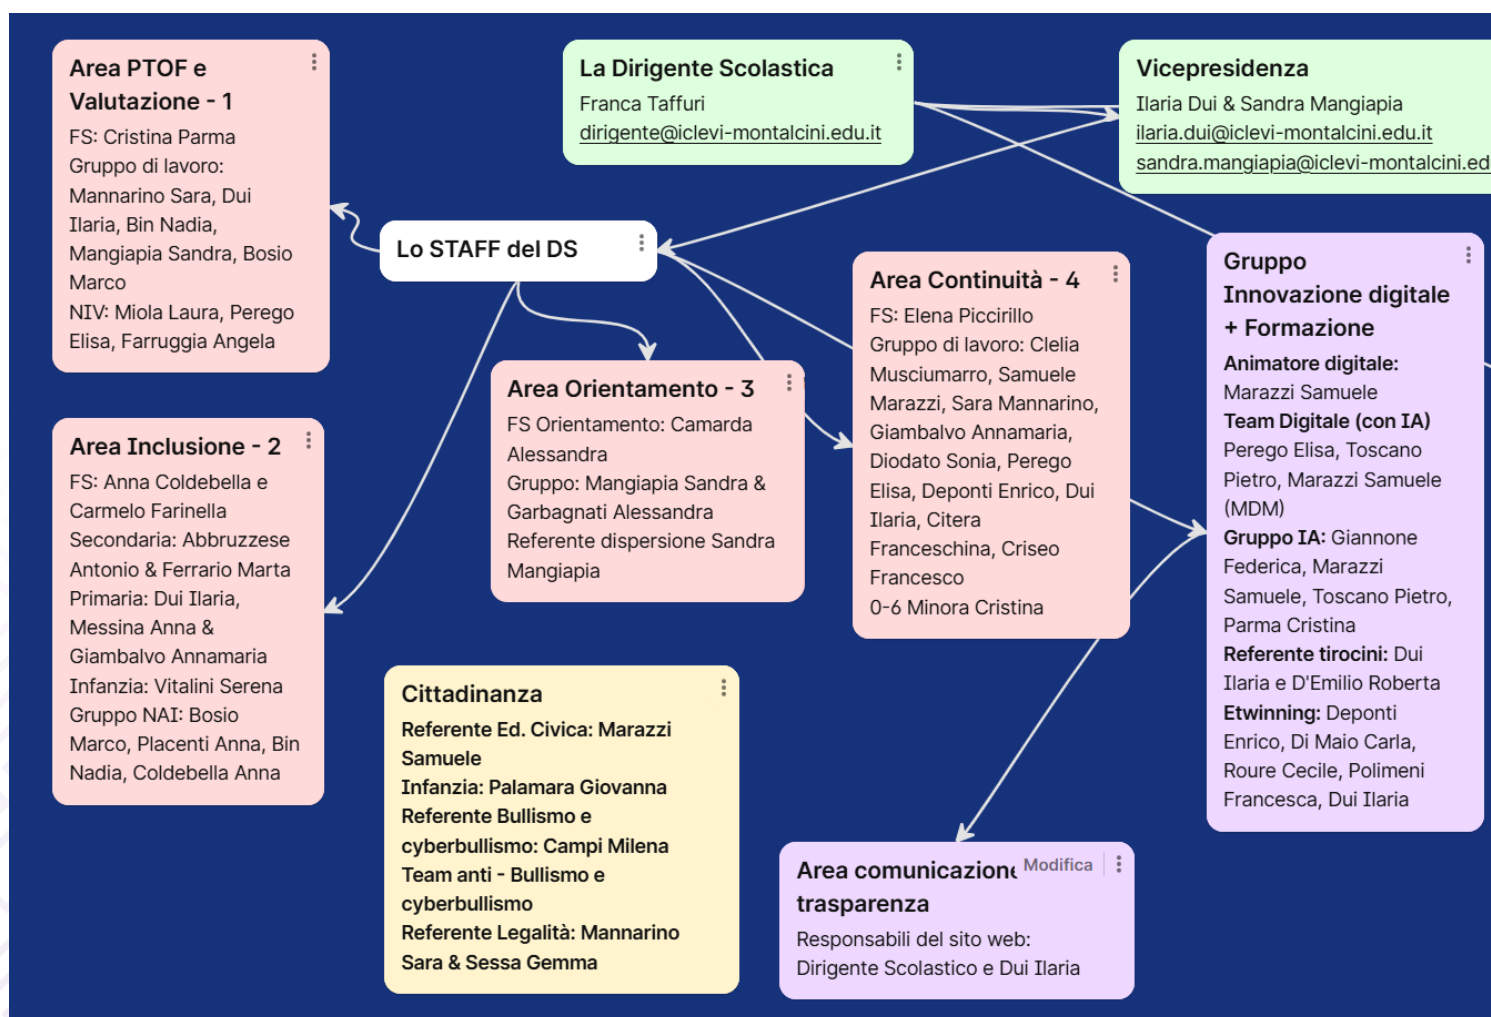 Area PTOF e
Valutazione - 1
FS: Cristina Parma
Gruppo di lavoro:
Mannarino Sara, Dui
Ilaria, Bin Nadia,
Mangiapia Sandra, Bosio
Marco
NIV: Miola Laura, Perego
Elisa, Farruggia Angela
La Dirigente Scolastica
Franca Taffuri
dirigente@iclevi-montalcini.edu.it
Vicepresidenza
Ilaria Dui & Sandra Mangiapia
ilaria.dui@iclevi-montalcini.edu.it
sandra.mangiapia@iclevi-montalcini.ed
Lo STAFF del DS
Area Inclusione - 2
FS: Anna Coldebella e
Carmelo Farinella
Secondaria: Abbruzzese
Antonio & Ferrario Marta
Primaria: Dui Ilaria,
Messina Anna &
Giambalvo Annamaria
Infanzia: Vitalini Serena
Gruppo NAI: Bosio
Marco, Placenti Anna, Bin
Nadia, Coldebella Anna
Area Orientamento - 3
FS Orientamento: Camarda
Alessandra
Gruppo: Mangiapia Sandra &
Garbagnati Alessandra
Referente dispersione Sandra
Mangiapia
Area Continuità - 4
FS: Elena Piccirillo
Gruppo di lavoro: Clelia
Musciumarro, Samuele
Marazzi, Sara Mannarino,
Giambalvo Annamaria,
Diodato Sonia, Perego
Elisa, Deponti Enrico, Dui
Ilaria, Citera
Franceschina, Criseo
Francesco
0-6 Minora Cristina
Gruppo
Innovazione digitale
+ Formazione
Animatore digitale:
Marazzi Samuele
Team Digitale (con IA)
Perego Elisa, Toscano
Pietro, Marazzi Samuele
(MDM)
Gruppo IA: Giannone
Federica, Marazzi
Samuele, Toscano Pietro,
Parma Cristina
Referente tirocini: Dui
Ilaria e D'Emilio Roberta
Etwinning: Deponti
Enrico, Di Maio Carla,
Roure Cecile, Polimeni
Francesca, Dui Ilaria
Cittadinanza
Referente Ed. Civica: Marazzi
Samuele
Infanzia: Palamara Giovanna
Referente Bullismo e
cyberbullismo: Campi Milena
Team anti - Bullismo e
cyberbullismo
Referente Legalità: Mannarino
Sara & Sessa Gemma
Area comunicazione Modifica
trasparenza
Responsabili del sito web:
Dirigente Scolastico e Dui Ilaria